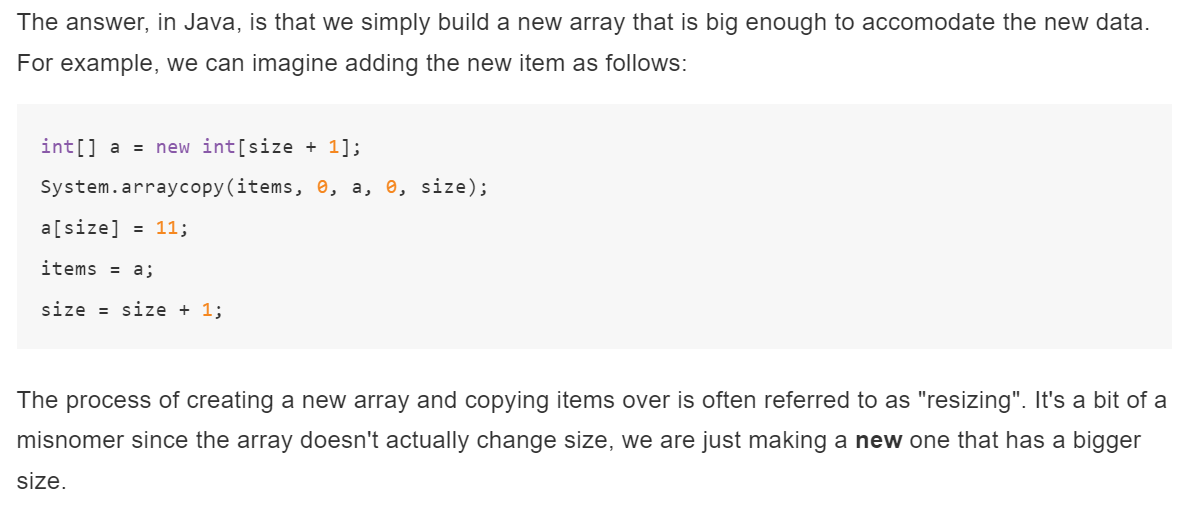 The answer, in Java, is that we simply build a new array that is big enough to accomodate the new data.
For example, we can imagine adding the new item as follows:
int[] a = new int[size + 1];
System.arraycopy(items, 0, a, 0, size);
a[size] = 11;
items = a;
size = size + 1;
The process of creating a new array and copying items over is often referred to as "resizing". It's a bit of a
misnomer since the array doesn't actually change size, we are just making a new one that has a bigger
size.